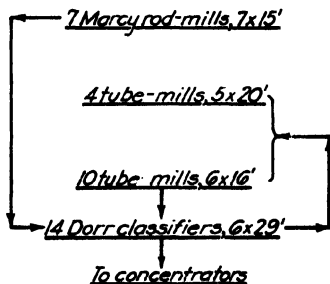 7 Marcy rod-mills, 7x15'
4 tube-mills, 5x20'
10 tube mills, 6x16'
14 Dorr classifiers, 6x29'
To concentrators